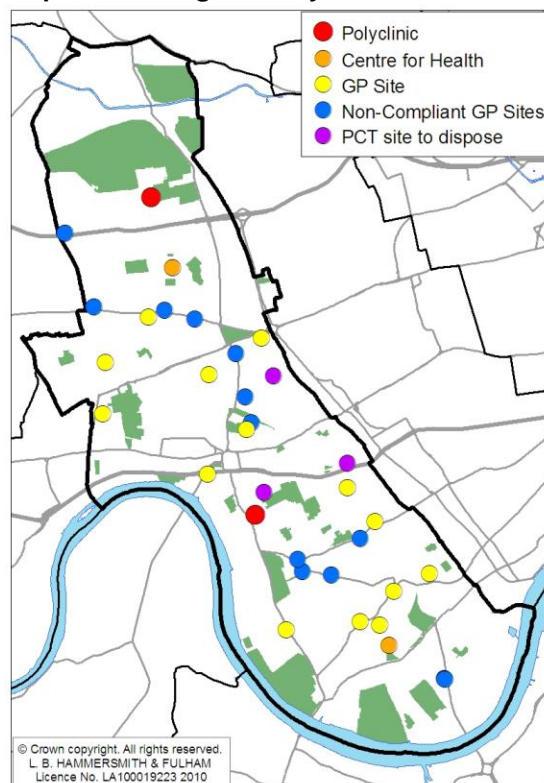 Polyclinic
Centre for Health
GP Site
Non-Compliant GP Sites
PCT site to dispose
© Crown copyright. All rights reserved.
L. B. HAMMERSMITH & FULHAM
Licence No. LA100019223 2010